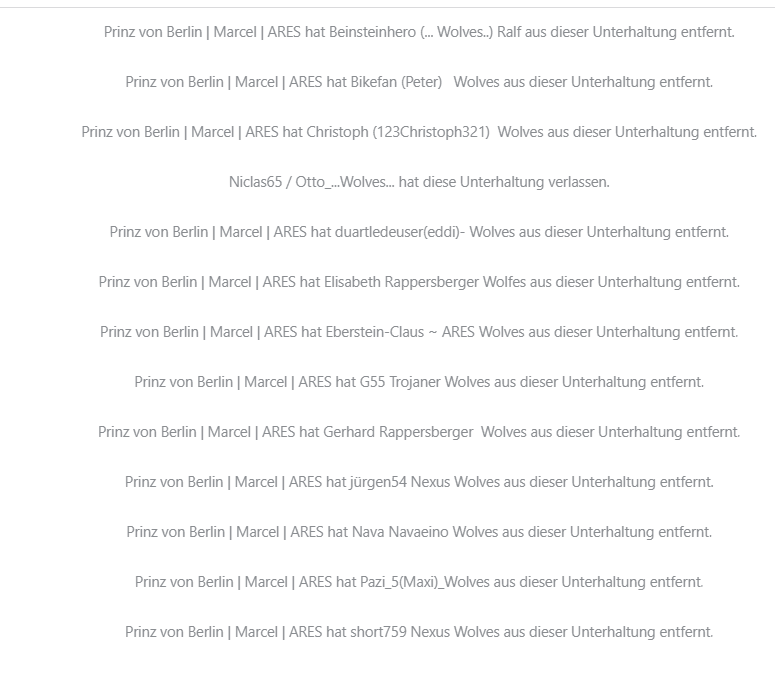 Prinz von Berlin | Marcel | ARES hat Beinsteinhero (... Wolves..) Ralf aus dieser Unterhaltung entfernt.
Prinz von Berlin | Marcel | ARES hat Bikefan (Peter)   Wolves aus dieser Unterhaltung entfernt.
Prinz von Berlin | Marcel | ARES hat Christoph (123Christoph321)  Wolves aus dieser Unterhaltung entfernt.
Niclas65 / Otto_...Wolves... hat diese Unterhaltung verlassen.
Prinz von Berlin | Marcel | ARES hat duartledeuser(eddi)- Wolves aus dieser Unterhaltung entfernt.
Prinz von Berlin | Marcel | ARES hat Elisabeth Rappersberger Wolfes aus dieser Unterhaltung entfernt.
Prinz von Berlin | Marcel | ARES hat Eberstein-Claus ~ ARES Wolves aus dieser Unterhaltung entfernt.
Prinz von Berlin | Marcel | ARES hat G55 Trojaner Wolves aus dieser Unterhaltung entfernt.
Prinz von Berlin | Marcel | ARES hat Gerhard Rappersberger  Wolves aus dieser Unterhaltung entfernt.
Prinz von Berlin | Marcel | ARES hat jürgen54 Nexus Wolves aus dieser Unterhaltung entfernt.
Prinz von Berlin | Marcel | ARES hat Nava Navaeino Wolves aus dieser Unterhaltung entfernt.
Prinz von Berlin | Marcel | ARES hat Pazi_5(Maxi)_Wolves aus dieser Unterhaltung entfernt.
Prinz von Berlin | Marcel | ARES hat short759 Nexus Wolves aus dieser Unterhaltung entfernt.